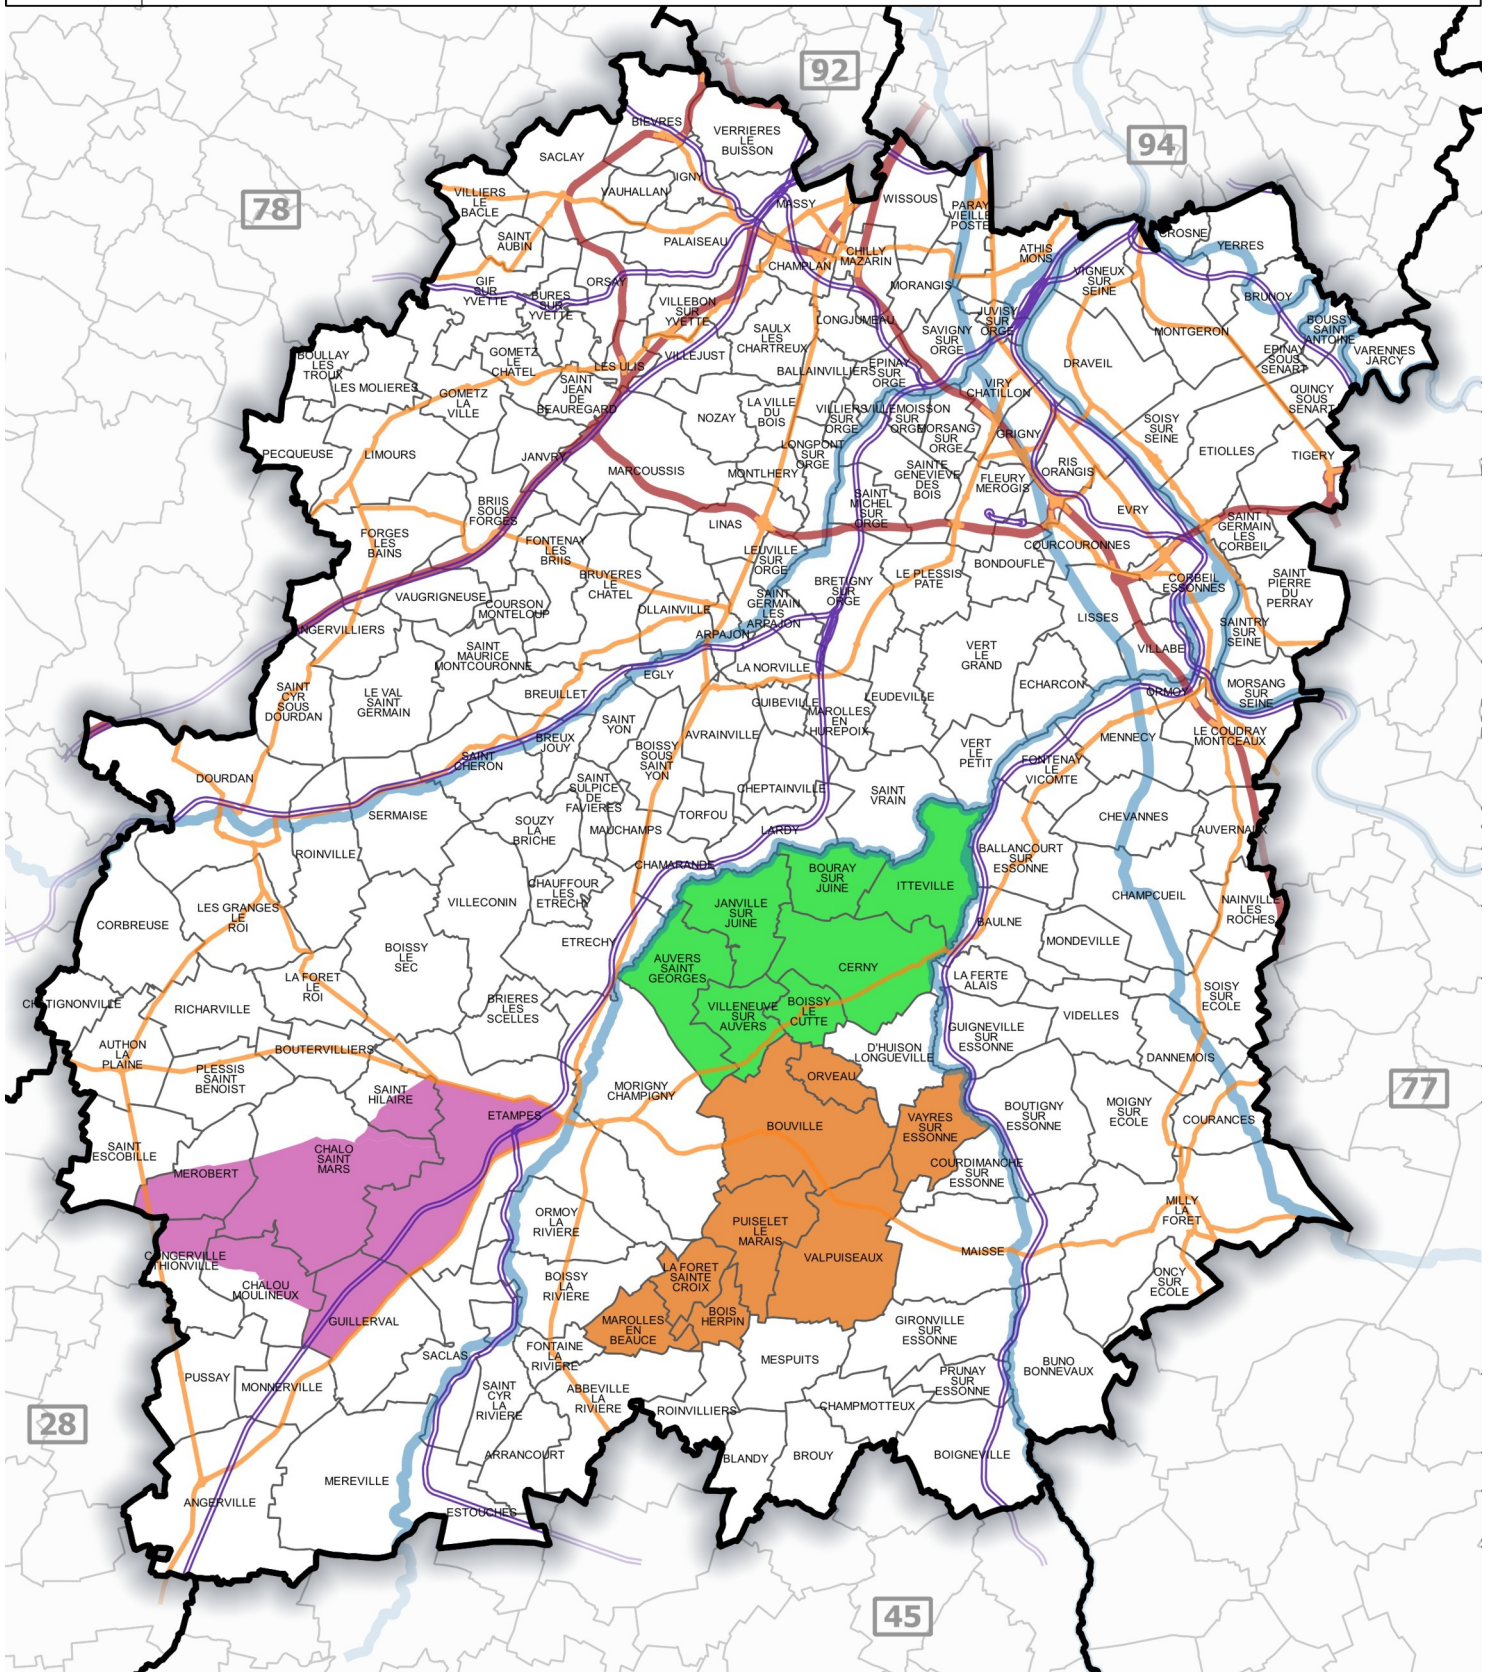 92
94
78
BIEVRES
VERRIERES
LE
BUISSON
SACLAY
IGNY
VAUHALLAN
VILLIERS
LE
BACLE
WISSOUS
MASSY
PARAY
VIEILLE
POSTE
SAINT
AUBIN
PALAISEAU
CHILLY
MAZARIN
CHAMPLAN
ATHIS
MONS
CROSNE
YERRES
VIGNEUX
SUR
SEINE
GIF
SUR
YVETTE
BURES
SUR
YVETTE
ORSAY
MORANGIS
BRUNOY
VILLEBON
SUR
YVETTE
SAULX
LES
CHARTREUX
LONGJUMEAU
SAVIGNY
SUR
ORGE
JUVISY
SUR
ORGE
MONTGERON
BOUSSY
SAINT
ANTOINE
VARENNES
JARCY
EPINAY
SOUS
SENART
BOULLAY
LES
TROUX
LES MOLIERES
GOMETZ
LE
CHATEL
LES ULIS
VILLEJUST
BALLAINVILLIERS
EPINAY
SUR
ORGE
DRAVEIL
QUINCY
SOUS
SENART
GOMETZ
LA
VILLE
SAINT
JEAN
DE
BEAUREGARD
NOZAY
LA VILLE
DU
BOIS
VILLIERS
SUR
ORGE
VILLEMOISSON
SUR
ORGE
VIRY
CHATILLON
MORSANG
SUR
ORGE
GRIGNY
SOISY
SUR
SEINE
ETIOLLES
TIGERY
PECQUEUSE
LIMOURS
JANVRY
MARCOUSSIS
MONTLHERY
LONGPONT
SUR
ORGE
SAINTE
GENEVIEVE
DES
BOIS
FLEURY
MEROGIS
RIS
ORANGIS
BRIIS
SOUS
FORGES
LINAS
SAINT
MICHEL
SUR
ORGE
EVRY
SAINT
GERMAIN
LES
CORBEIL
FORGES
LES
BAINS
FONTENAY
LES
BRIIS
LEUVILLE
SUR
ORGE
COURCOURONNES
BONDOUFLE
BRUYERES
LE
CHATEL
BRETIGNY
SUR
ORGE
LE PLESSIS
PATE
CORBEIL
ESSONNES
SAINT
PIERRE
DU
PERRAY
VAUGRIGNEUSE
COURSON
MONTELOUP
OLLAINVILLE
SAINT
GERMAIN
LES
ARPAJON
ARPAJON
LISSES
SAINTRY
SUR
SEINE
ANGERVILLIERS
SAINT
MAURICE
MONTCOURONNE
EGLY
LA NORVILLE
VERT
LE
GRAND
VILLABE
SAINT
CYR
SOUS
DOURDAN
LE VAL
SAINT
GERMAIN
BREUILLET
GUIBEVILLE
LEUDEVILLE
ECHARCON
ORMOY
MORSANG
SUR
SEINE
SAINT
YON
MAROLLES
EN
HUREPOIX
BREUX
JOUY
BOISSY
SOUS
SAINT
YON
AVRAINVILLE
VERT
LE
PETIT
MENNECY
LE COUDRAY
MONTCEAUX
DOURDAN
SAINT
CHERON
FONTENAY
LE
VICOMTE
SAINT
SULPICE
DE
FAVIERES
CHEPTAINVILLE
SAINT
VRAIN
SERMAISE
SOUZY
LA
BRICHE
MAUCHAMPS
TORFOU
LARDY
CHEVANNES
AUVERNAUX
ROINVILLE
CHAMARANDE
BOURAY
SUR
JUINE
ITTEVILLE
BALLANCOURT
SUR
ESSONNE
CHAUFFOUR
LES
ETRECHY
VILLECONIN
JANVILLE
SUR
JUINE
CHAMPCUEIL
NAINVILLE
LES
ROCHES
CORBREUSE
LES GRANGES
LE
ROI
ETRECHY
BAULNE
MONDEVILLE
BOISSY
LE
SEC
AUVERS
SAINT
GEORGES
CERNY
LA FERTE
ALAIS
LA FORET
LE
ROI
CHATIGNONVILLE
RICHARVILLE
BRIERES
LES
SCELLES
VILLENEUVE
SUR
AUVERS
BOISSY
LE
CUTTE
SOISY
SUR
ECOLE
VIDELLES
GUIGNEVILLE
SUR
ESSONNE
AUTHON
LA
PLAINE
BOUTERVILLIERS
D'HUISON
LONGUEVILLE
DANNEMOIS
PLESSIS
SAINT
BENOIST
SAINT
HILAIRE
MORIGNY
CHAMPIGNY
ORVEAU
77
ETAMPES
BOUVILLE
VAYRES
SUR
ESSONNE
BOUTIGNY
SUR
ESSONNE
MOIGNY
SUR
ECOLE
COURANCES
SAINT
ESCOBILLE
CHALO
SAINT
MARS
MEROBERT
COURDIMANCHE
SUR
ESSONNE
MILLY
LA
FORET
ORMOY
LA
RIVIERE
PUISELET
LE
MARAIS
VALPUISEAUX
MAISSE
CONGERVILLE
THIONVILLE
CHALOU
MOULINEUX
BOISSY
LA
RIVIERE
LA FORET
SAINTE
CROIX
ONCY
SUR
ECOLE
GUILLERVAL
MAROLLES
EN
BEAUCE
BOIS
HERPIN
GIRONVILLE
SUR
ESSONNE
SACLAS
FONTAINE
LA
RIVIERE
MESPUITS
BUNO
BONNEVAUX
PUSSAY
MONNERVILLE
SAINT
CYR
LA
RIVIERE
ABBEVILLE
LA
RIVIERE
PRUNAY
SUR
ESSONNE
ROINVILLIERS
CHAMPMOTTEUX
28
ARRANCOURT
BLANDY
BROUY
BOIGNEVILLE
MEREVILLE
ANGERVILLE
ESTOUCHES
45